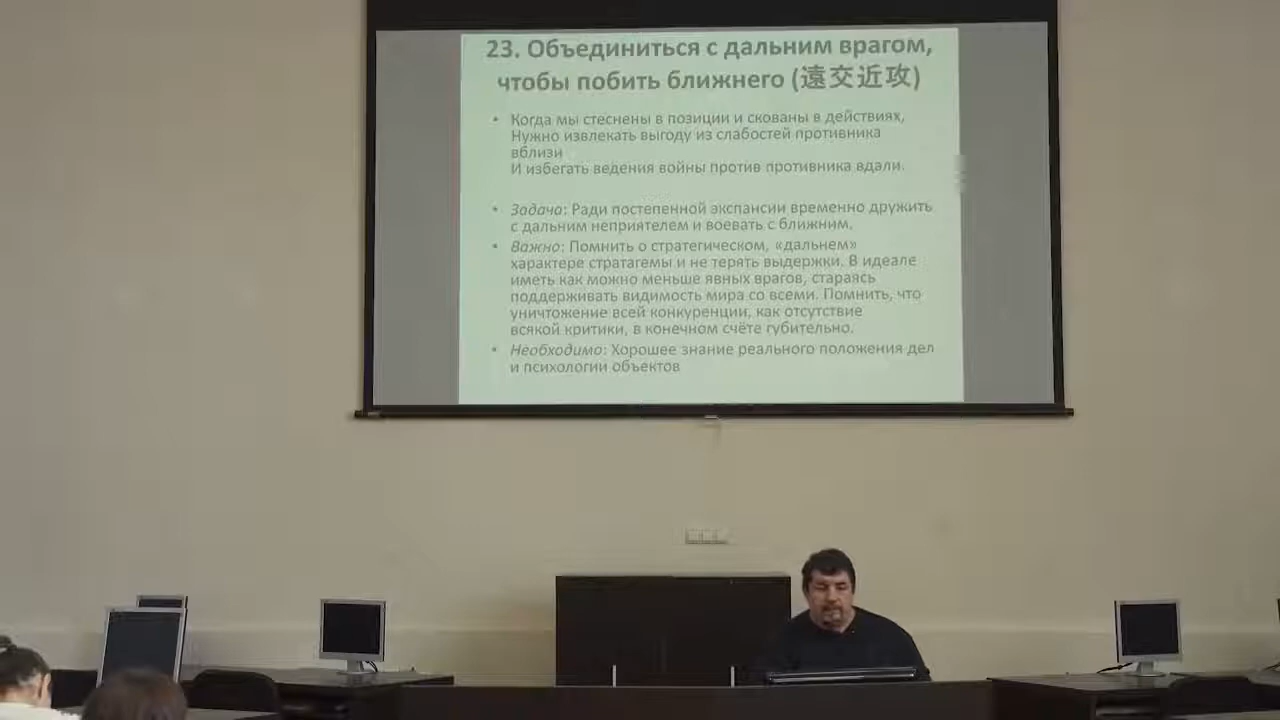 23. Объединиться с дальним врагом,
чтобы побить ближнего (遠交近攻)
• Когда мы стеснены в позиции и скованы в действиях,
Нужно извлекать выгоду из слабостей противника
вблизи
И избегать ведения войны против противника вдали.
• Задача: Ради постепенной экспансии временно дружить
с дальним неприятелем и воевать с ближним.
• Важно: Помнить о стратегическом, «дальнем»
характере стратагемы и не терять выдержки. В идеале
иметь как можно меньше явных врагов, стараясь
поддерживать видимость мира со всеми. Помнить, что
уничтожение всей конкуренции, как отсутствие
всякой критики, в конечном счёте губительно.
• Необходимо: Хорошее знание реального положения дел
и психологии объектов